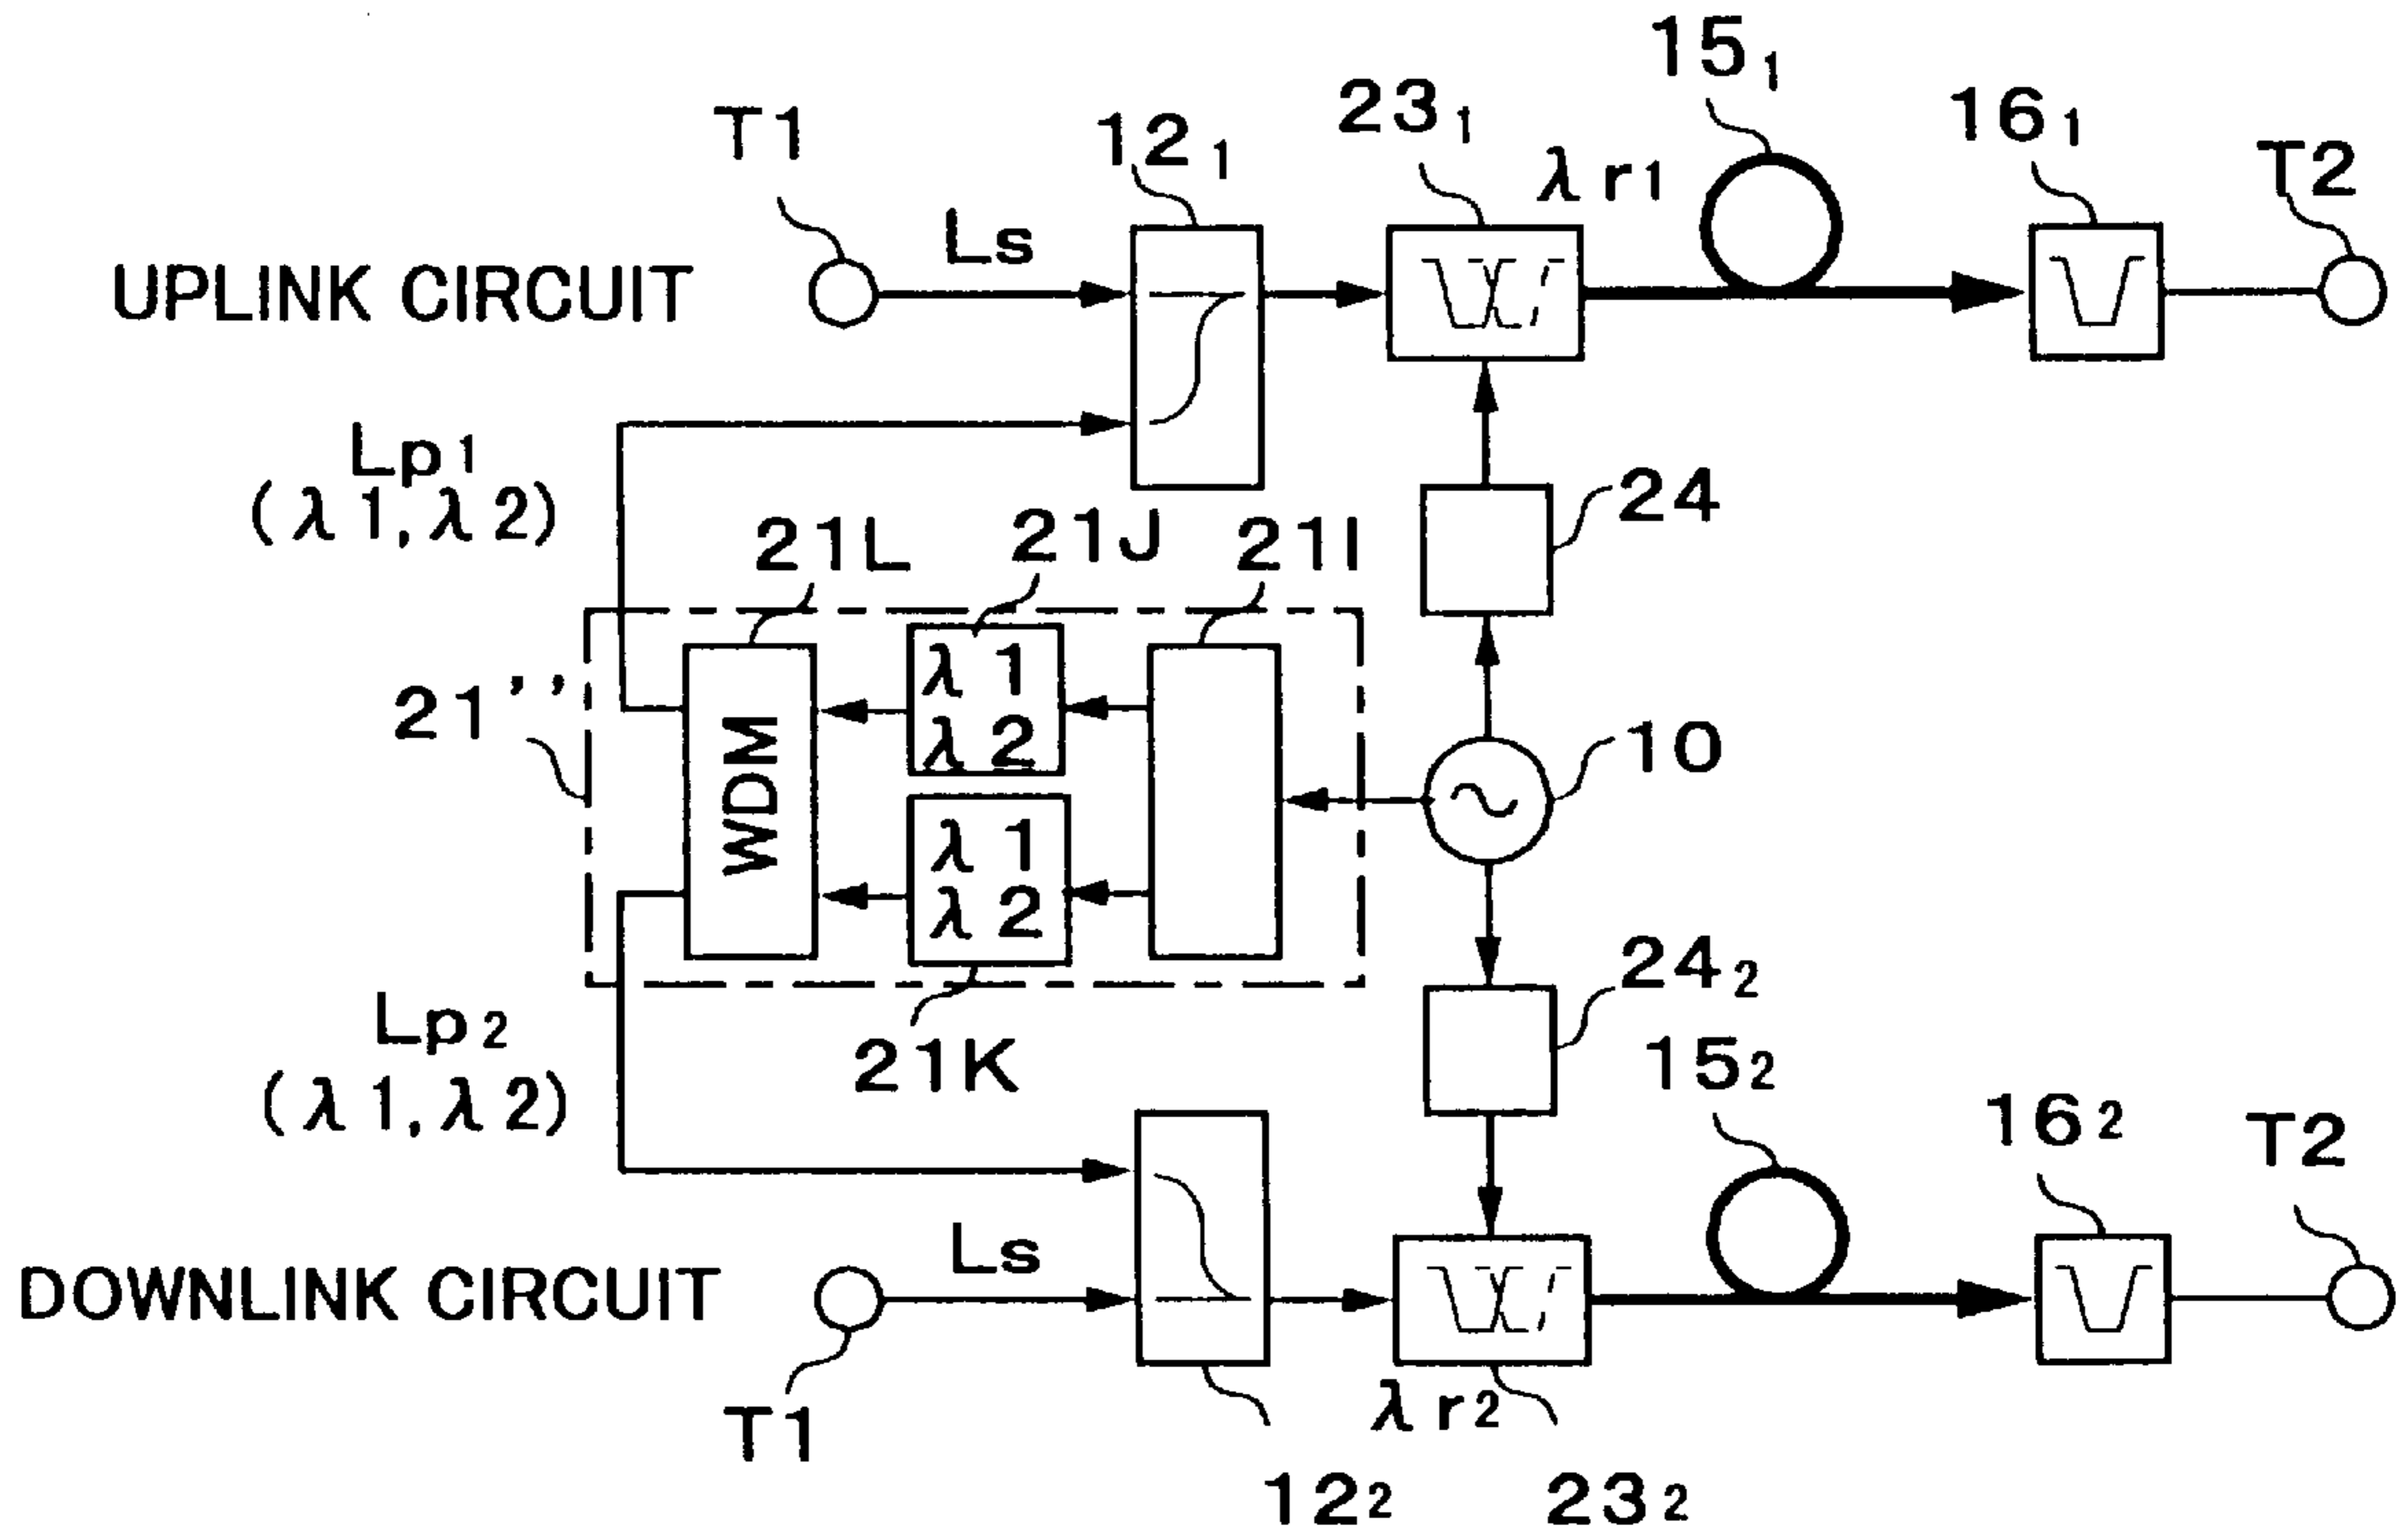 15₁
23₁
16₁
T1
12₁
λr1
T2
Ls
UPLINK CIRCUIT
Lp1
(λ1,λ2)
24
21L
21J
21I
λ1
λ2
21''
WDM
10
λ1
λ2
24₂
Lp2
21K
15₂
(λ1,λ2)
16₂
T2
Ls
DOWNLINK CIRCUIT
T1
λr2
12₂
23₂